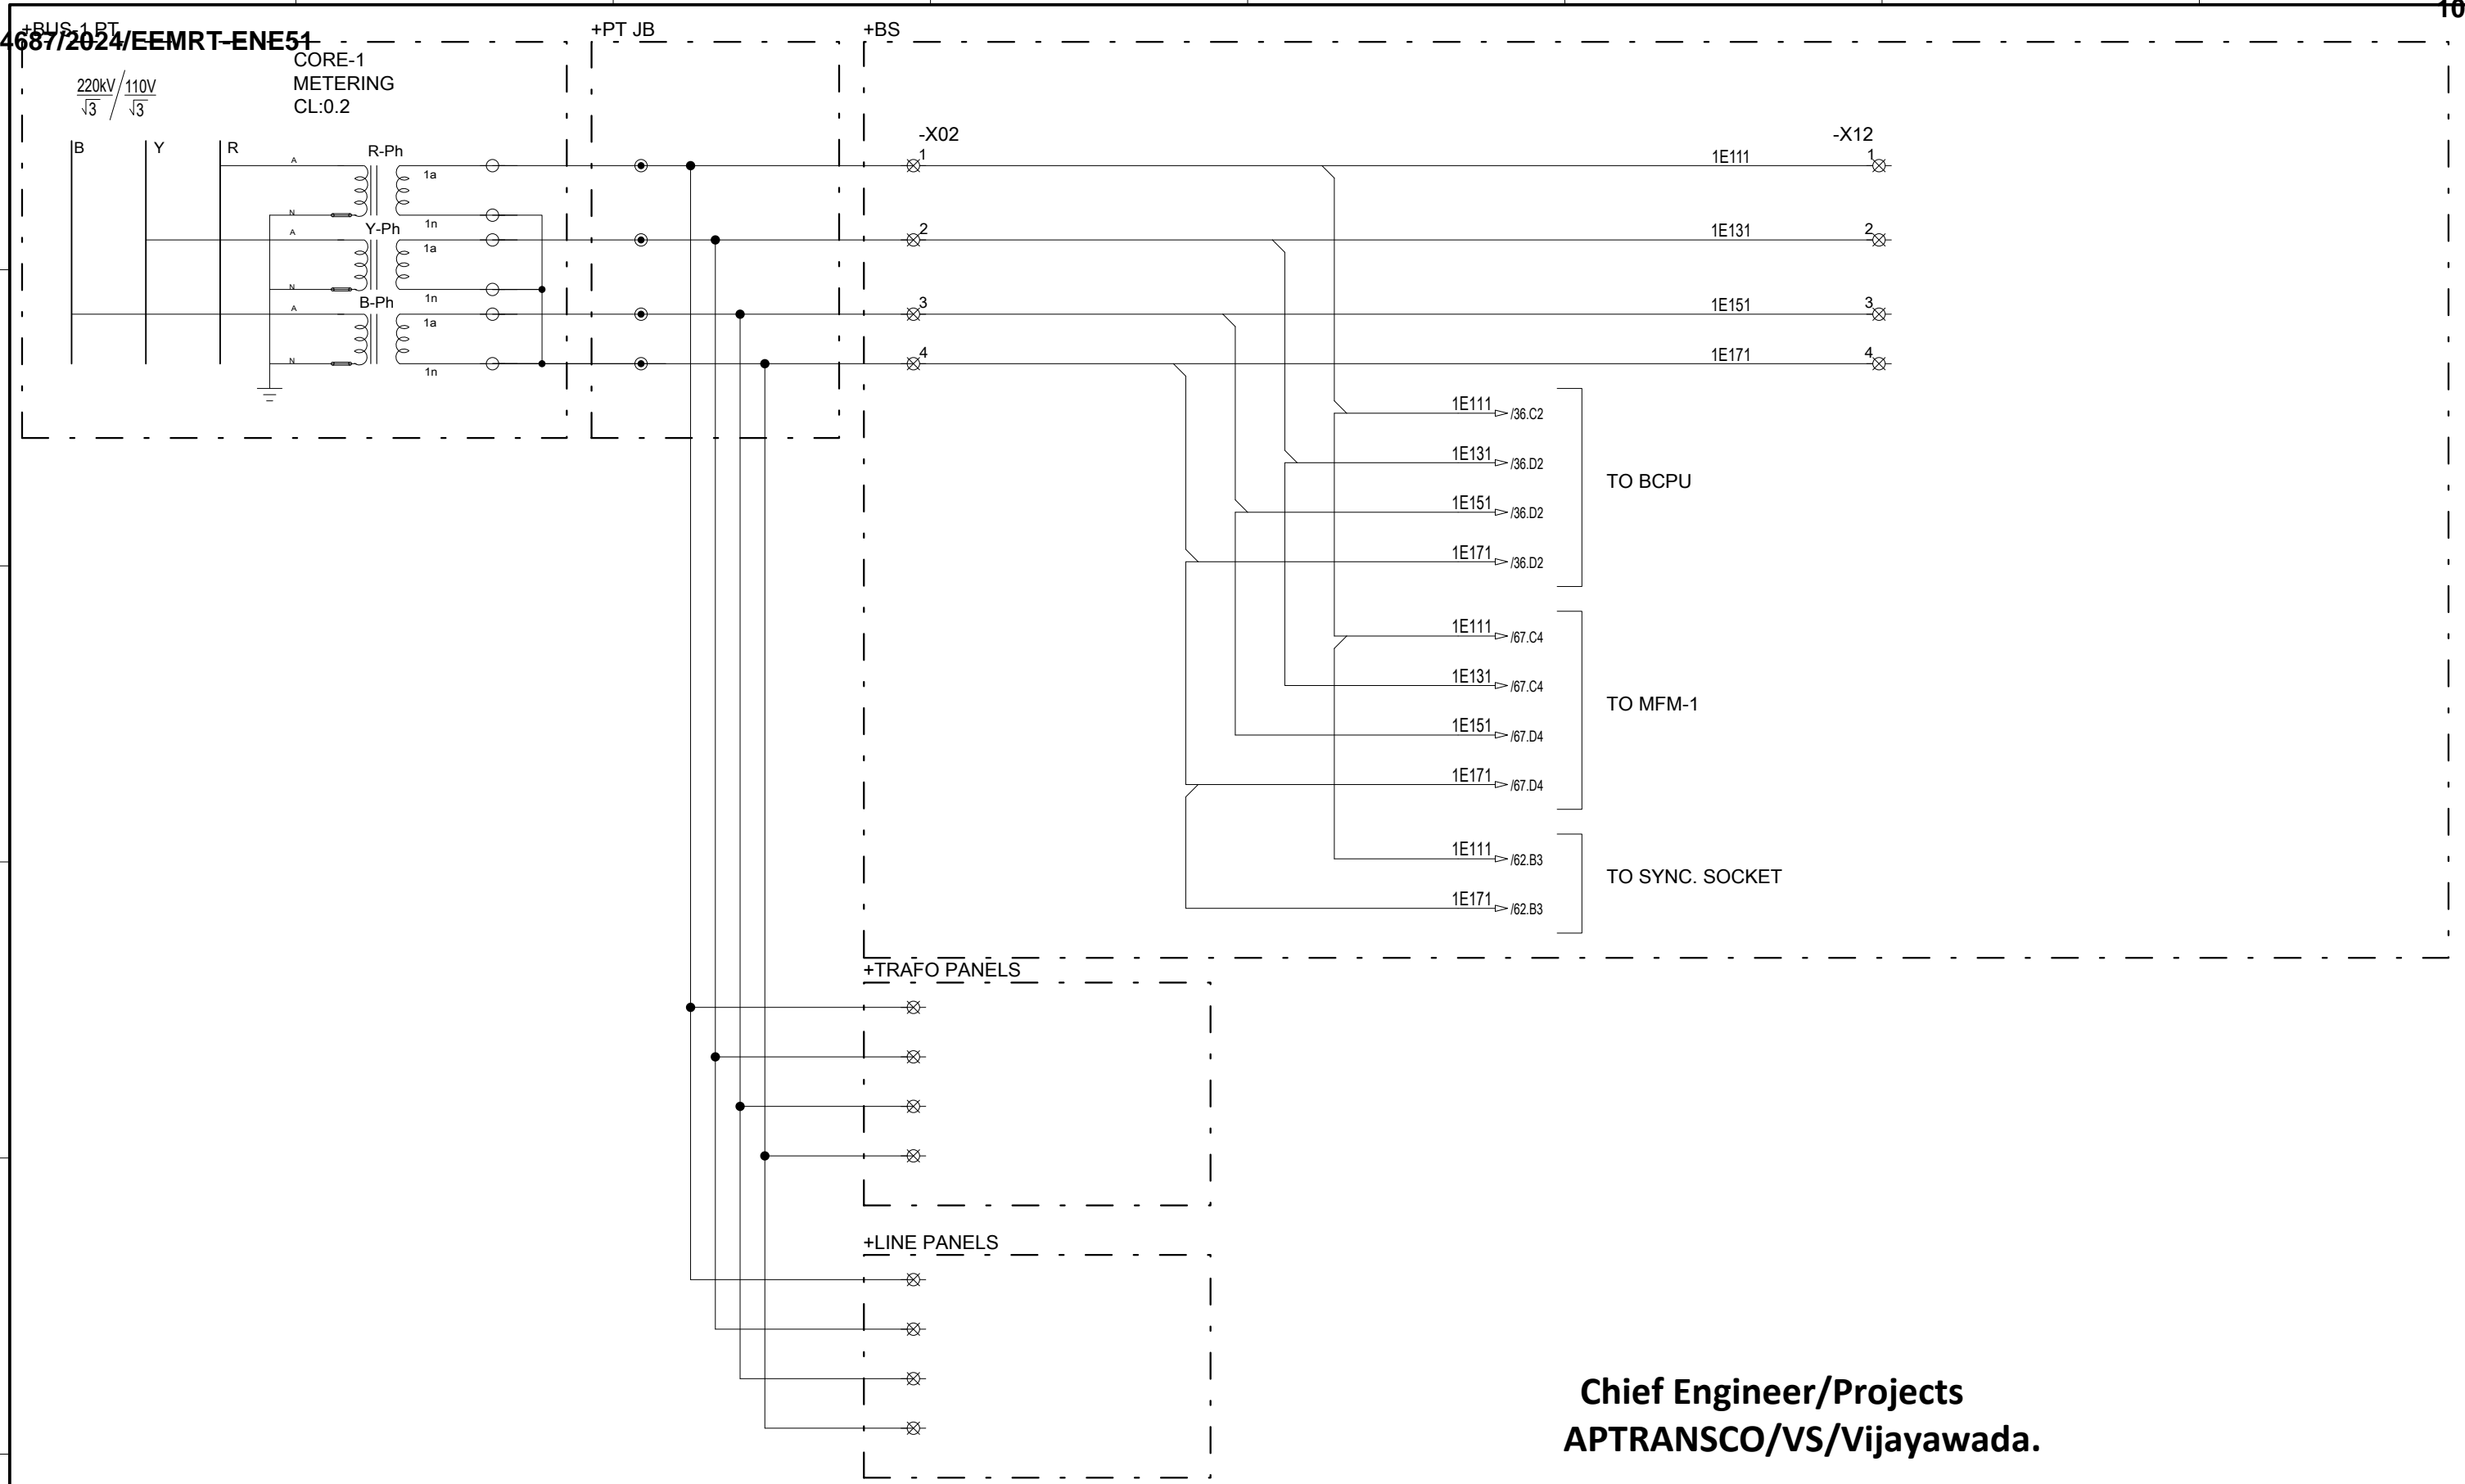 10
+BUS-1 PT
4687/2024/EEMRT-ENE51
+PT JB
+BS
CORE-1
METERING
CL:0.2
220kV/√3 / 110V/√3
B
Y
R
A
R-Ph
1a
N
1n
A
Y-Ph
1a
N
1n
A
B-Ph
1a
N
1n
-X02
1
2
3
4
-X12
1E111
1
1E131
2
1E151
3
1E171
4
1E111 /36.C2
1E131 /36.D2
1E151 /36.D2
1E171 /36.D2
TO BCPU
1E111 /67.C4
1E131 /67.C4
1E151 /67.D4
1E171 /67.D4
TO MFM-1
1E111 /62.B3
1E171 /62.B3
TO SYNC. SOCKET
+TRAFO PANELS
+LINE PANELS
Chief Engineer/Projects
APTRANSCO/VS/Vijayawada.